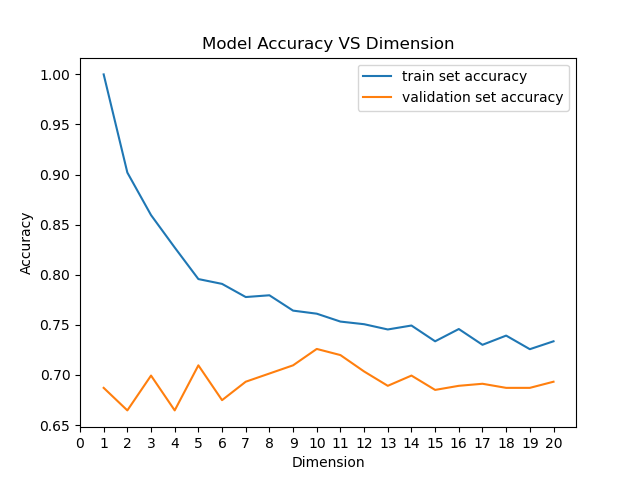 Model Accuracy VS Dimension
train set accuracy
validation set accuracy
1.00
0.95
0.90
0.85
0.80
0.75
0.70
0.65
Accuracy
0 1 2 3 4 5 6 7 8 9 10 11 12 13 14 15 16 17 18 19 20
Dimension